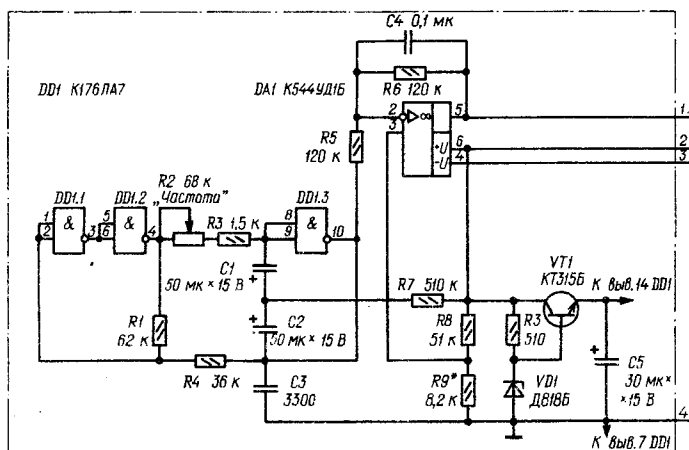 C4 0,1 мк
DD1 К176ЛА7
DA1 К544УД1Б
R6 120 к
2
3
▷∞
5
+U 6
-U 4
1
2
3
R5
120 к
R2 68 к
„Частота"
DD1.1
DD1.2
DD1.3
R3 1,5 к
1
2
&
3
5
6
&
4
8
9
&
10
C1
50 мк × 15 В
+
R7 510 к
VT1
КТ315Б
К выв.14 DD1
R1
62 к
+
C2
50 мк × 15 В
R8
51 к
R3
510
R4 36 к
C3
3300
R9*
8,2 к
VD1
Д818Б
+
C5
30 мк×
×15 В
4
К выв.7 DD1